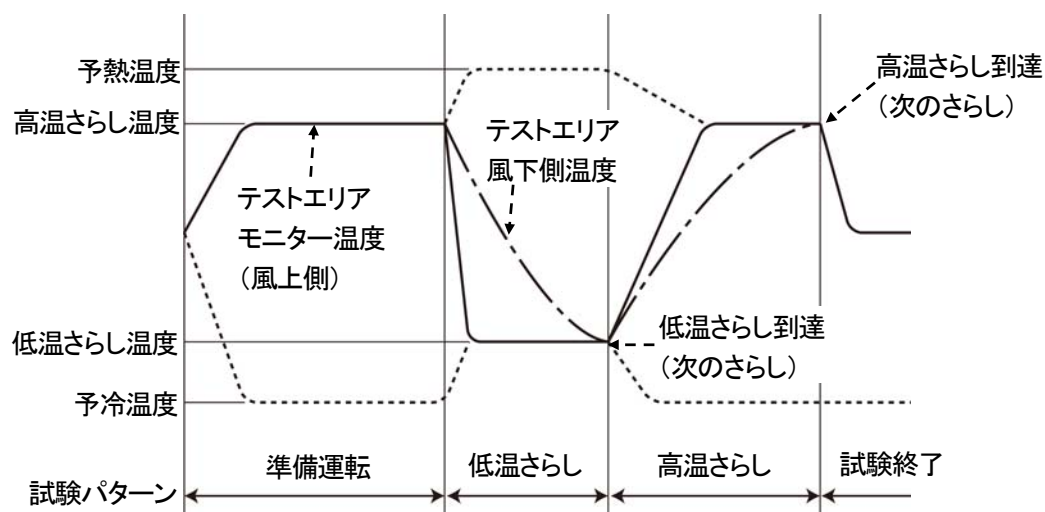 予熱温度
高温さらし温度
低温さらし温度
予冷温度
テストエリア
モニター温度
（風上側）
テストエリア
風下側温度
高温さらし到達
（次のさらし）
低温さらし到達
（次のさらし）
準備運転
低温さらし
高温さらし
試験終了
試験パターン